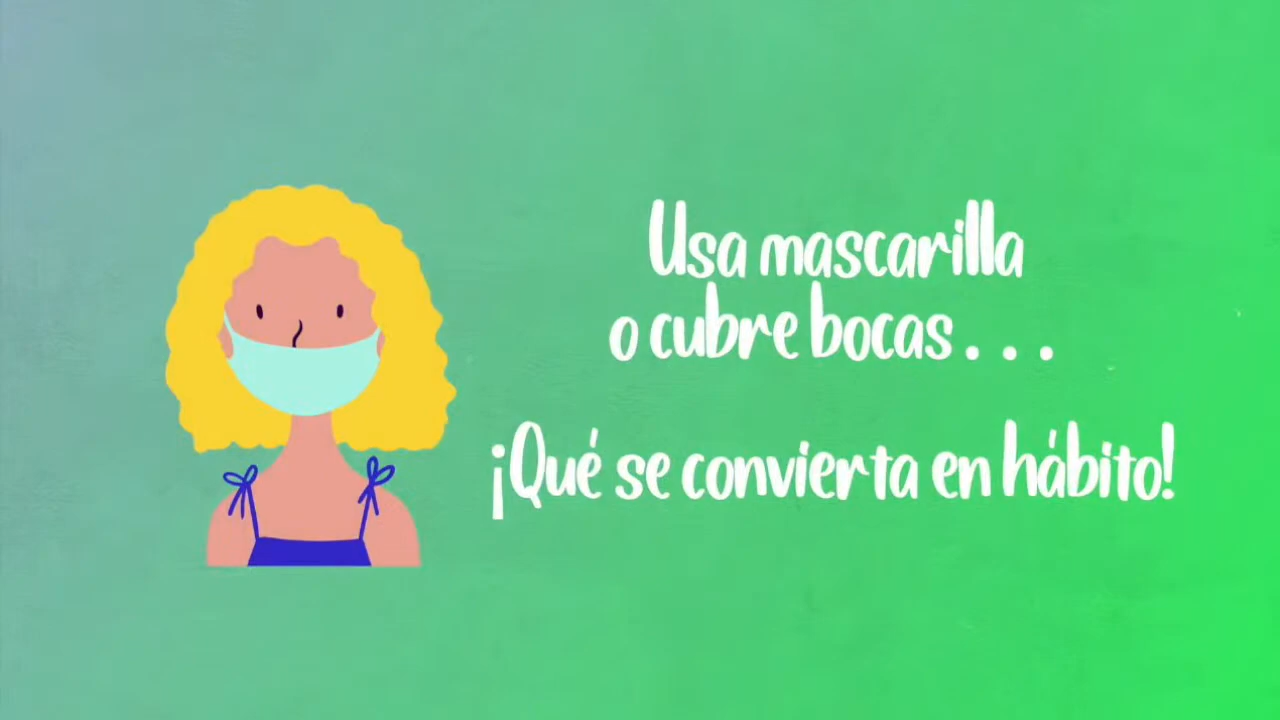 Usa mascarilla
o cubre bocas . . .
¡Qué se convierta en hábito!